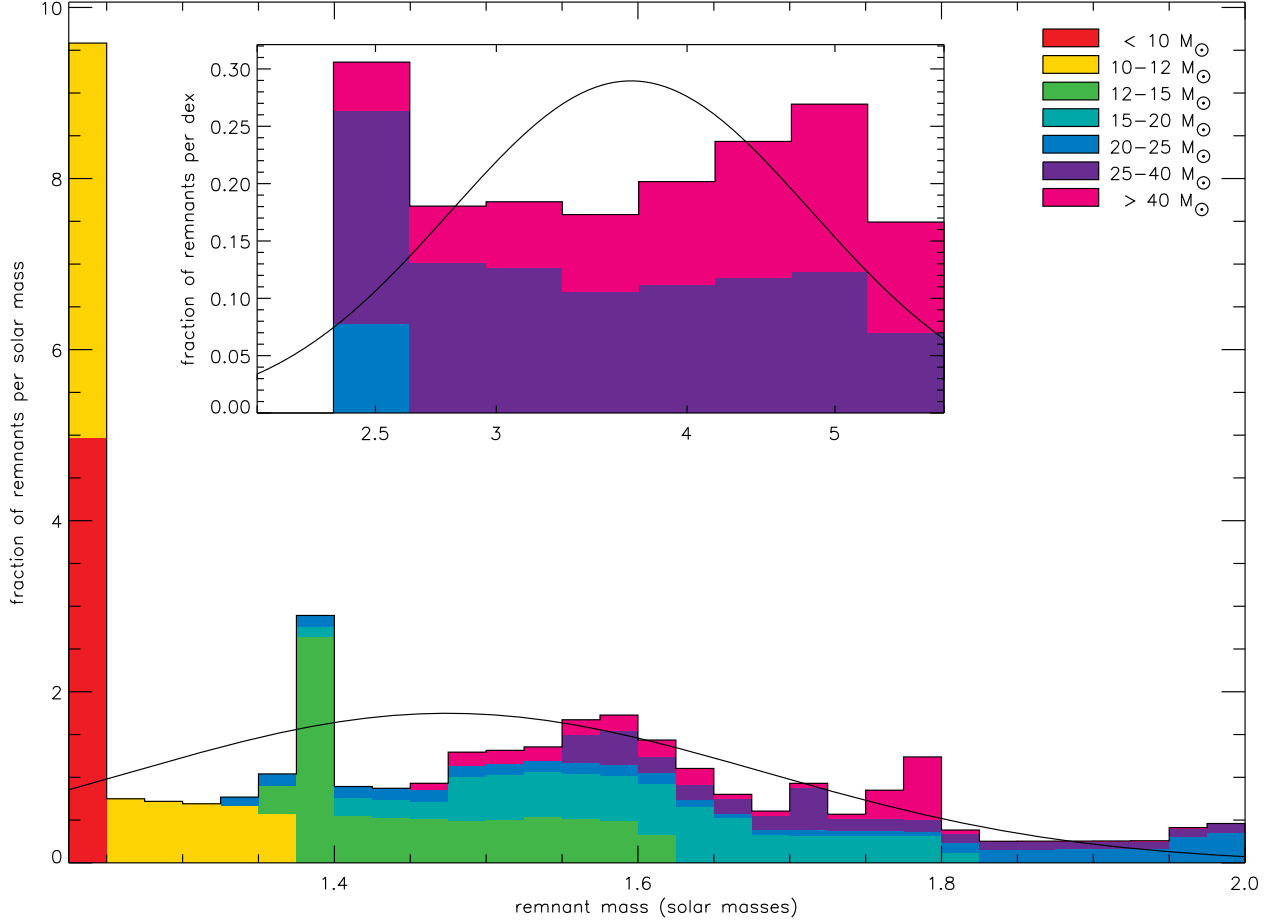 10
8
6
4
2
0
fraction of remnants per solar mass
1.4
1.6
1.8
2.0
remnant mass (solar masses)
0.30
0.25
0.20
0.15
0.10
0.05
0.00
fraction of remnants per dex
2.5
3
4
5
< 10 M⊙
10−12 M⊙
12−15 M⊙
15−20 M⊙
20−25 M⊙
25−40 M⊙
> 40 M⊙